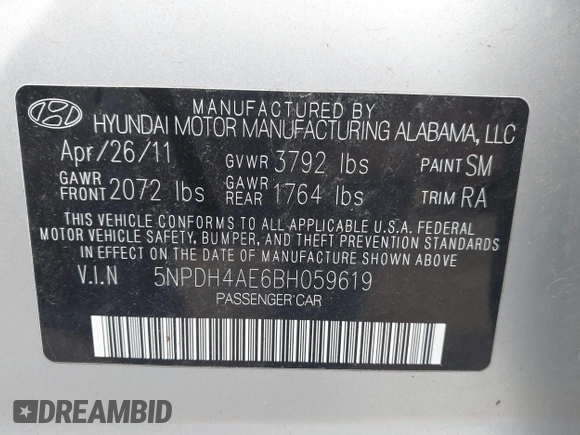 MANUFACTURED BY
HYUNDAI MOTOR MANUFACTURING ALABAMA, LLC
Apr/26/11 GVWR 3792 lbs PAINT SM
GAWR FRONT 2072 lbs GAWR REAR 1764 lbs TRIM RA
THIS VEHICLE CONFORMS TO ALL APPLICABLE U.S.A. FEDERAL
MOTOR VEHICLE SAFETY, BUMPER, AND THEFT PREVENTION STANDARDS
IN EFFECT ON THE DATE OF MANUFACTURE SHOWN ABOVE.
V.I.N 5NPDH4AE6BH059619
PASSENGER CAR
DREAMBID